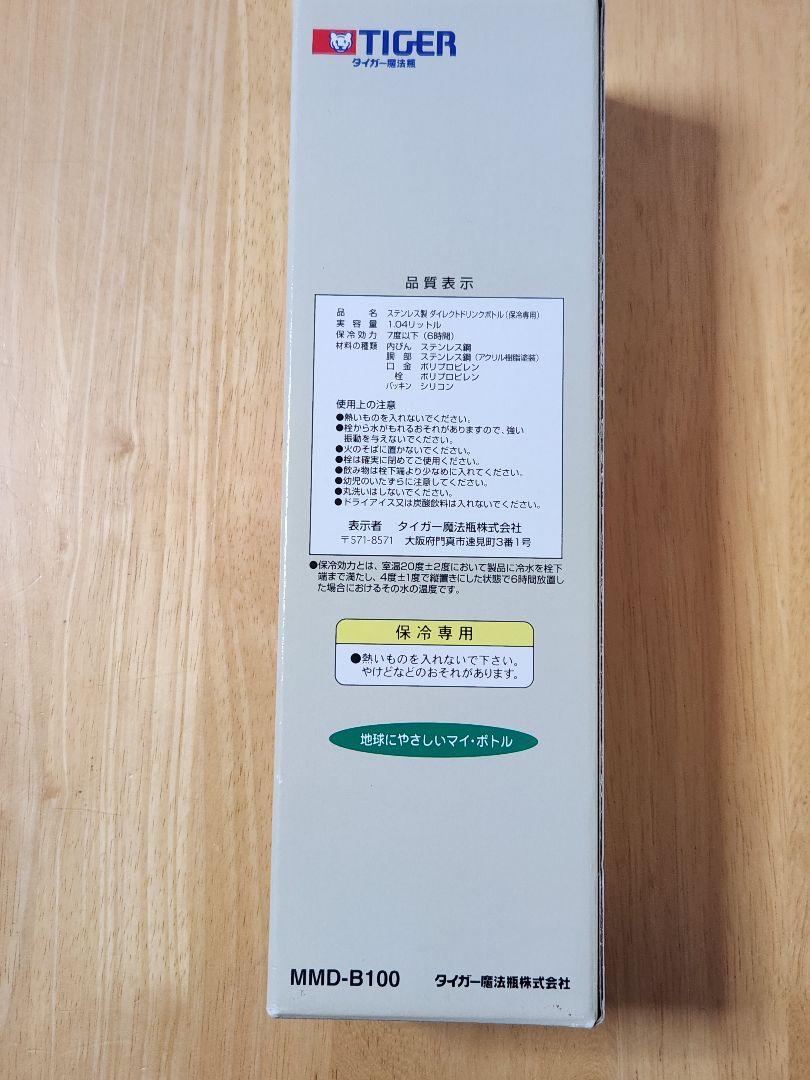 TIGER
タイガー魔法瓶
品質表示
品名 ステンレス製 ダイレクトドリンクボトル(保冷専用)
実容量 1.04リットル
保冷効力 7度以下(6時間)
材料の種類 内びん ステンレス鋼
胴部 ステンレス鋼(アクリル樹脂塗装)
口金 ポリプロピレン
栓 ポリプロピレン
パッキン シリコン
使用上の注意
●熱いものを入れないでください。
●栓から水がもれるおそれがありますので、強い
振動を与えないでください。
●火のそばに置かないでください。
●栓は確実に閉めてご使用ください。
●飲み物は栓下端より少なめに入れてください。
●幼児のいたずらに注意してください。
●丸洗いはしないでください。
●ドライアイス又は炭酸飲料は入れないでください。
表示者 タイガー魔法瓶株式会社
〒571-8571 大阪府門真市速見町3番1号
●保冷効力とは、室温20度±2度において製品に冷水を栓下
端まで満たし、4度±1度で縦置きにした状態で6時間放置し
た場合におけるその水の温度です。
保冷専用
●熱いものを入れないで下さい。
やけどなどのおそれがあります。
地球にやさしいマイ・ボトル
MMD-B100 タイガー魔法瓶株式会社